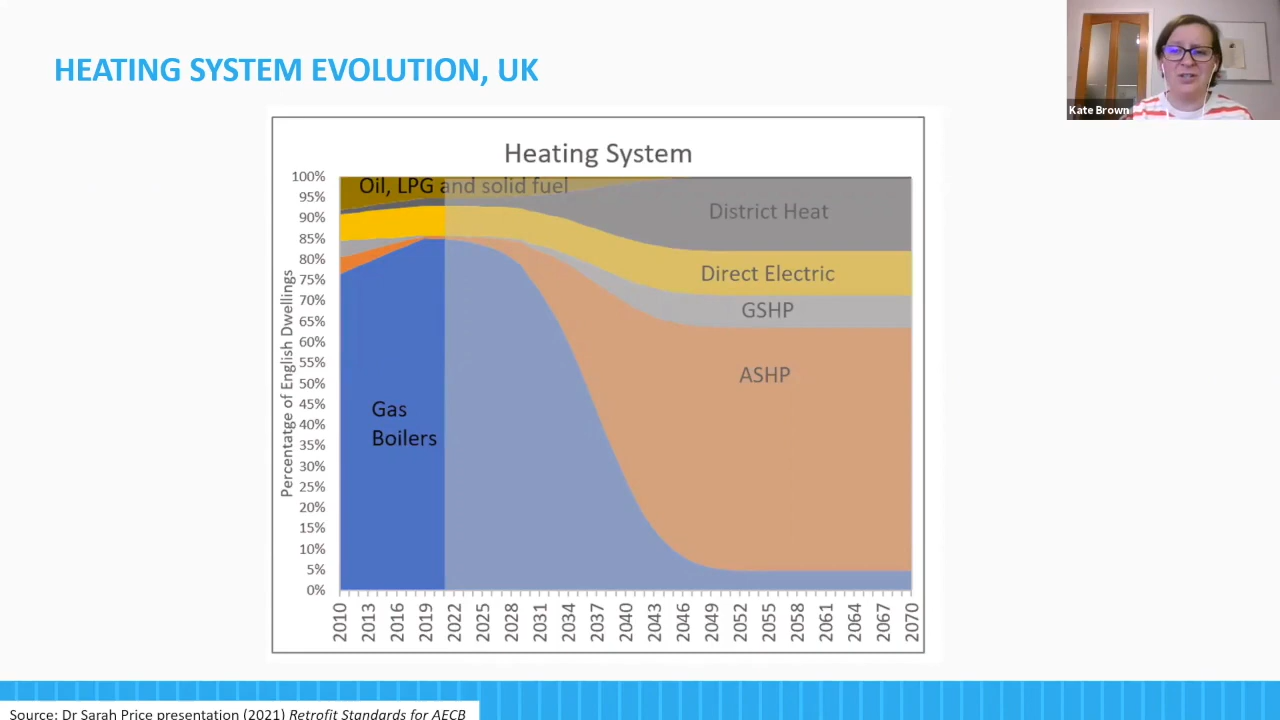 HEATING SYSTEM EVOLUTION, UK
Kate Brown
Heating System
Percentatge of English Dwellings
100%
95%
90%
85%
80%
75%
70%
65%
60%
55%
50%
45%
40%
35%
30%
25%
20%
15%
10%
5%
0%
Oil, LPG and solid fuel
District Heat
Direct Electric
GSHP
ASHP
Gas
Boilers
2010 2013 2016 2019 2022 2025 2028 2031 2034 2037 2040 2043 2046 2049 2052 2055 2058 2061 2064 2067 2070
Source: Dr Sarah Price presentation (2021) Retrofit Standards for AECB